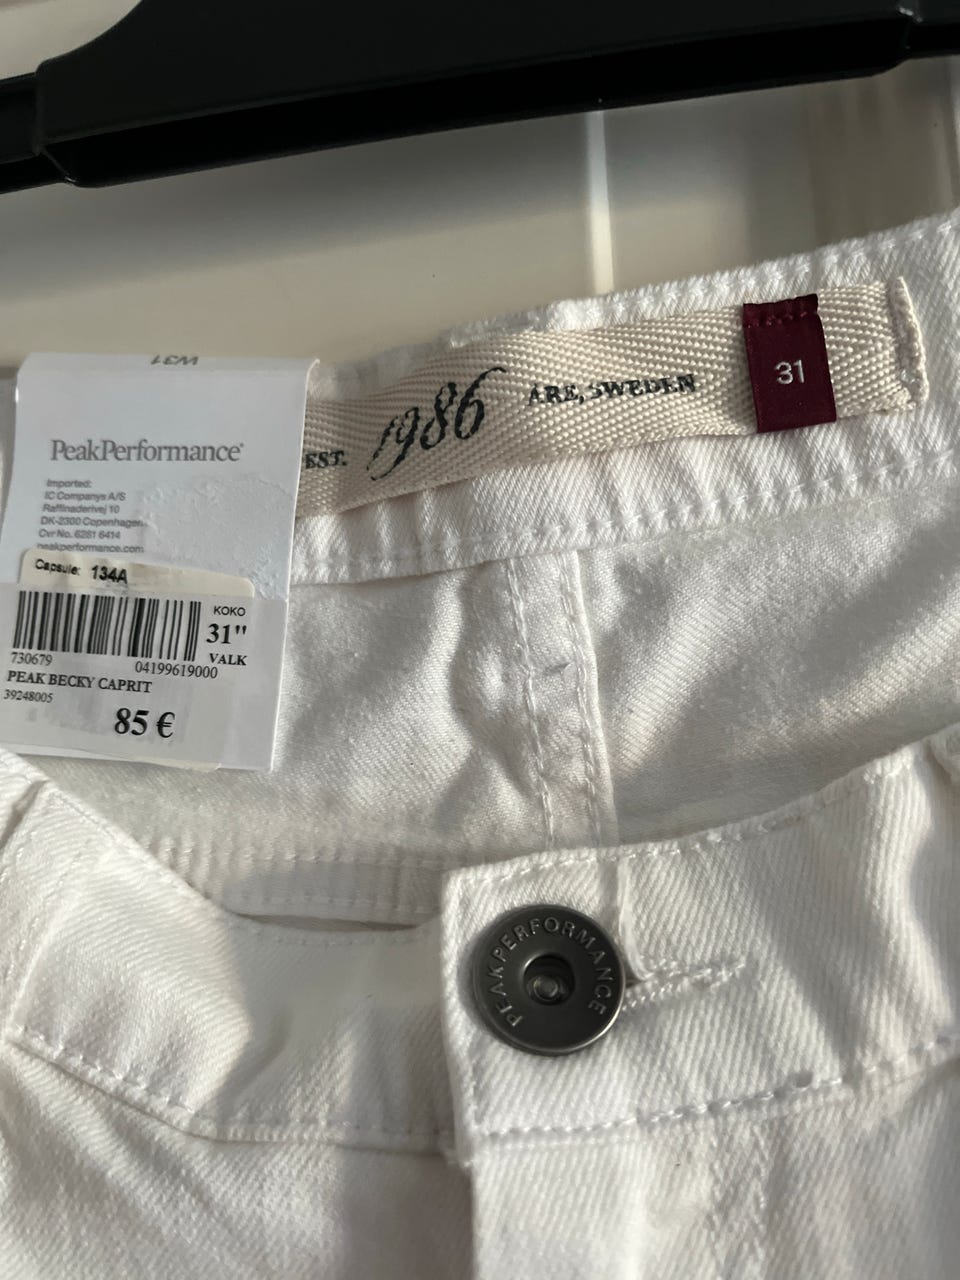 W31
PeakPerformance®
Imported:
IC Companys A/S
Raffinaderivej 10
DK-2300 Copenhagen
Cvr No. 6281 6414
peakperformance.com
Capsule: 134A
KOKO
31"
VALK
730679 04199619000
PEAK BECKY CAPRIT
39248005
85 €
EST. 1986 ÅRE, SWEDEN
31
PEAKPERFORMANCE